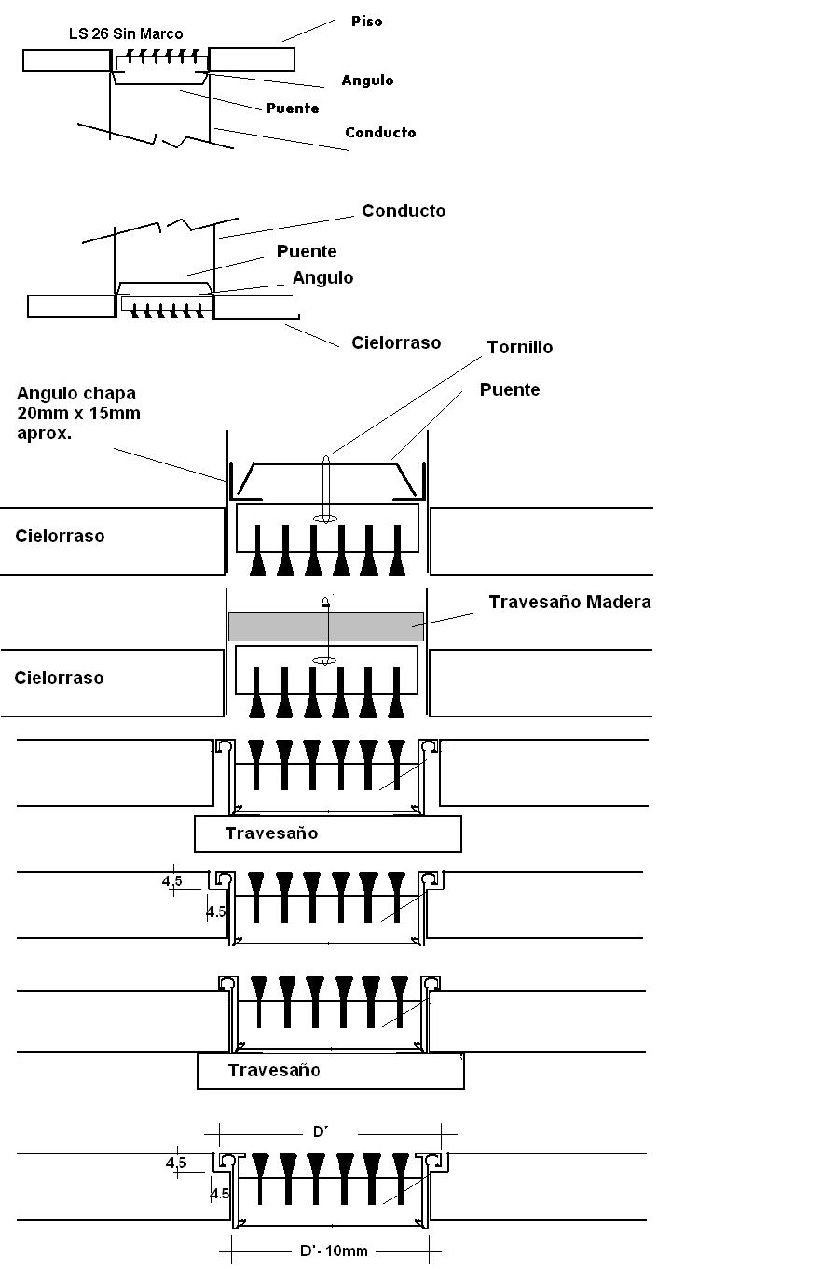 LS 26 Sin Marco
Piso
Angulo
Puente
Conducto
Conducto
Puente
Angulo
Cielorraso
Tornillo
Puente
Angulo chapa
20mm x 15mm
aprox.
Cielorraso
Travesaño Madera
Cielorraso
Travesaño
4,5
4.5
Travesaño
D'
4,5
4.5
D'- 10mm